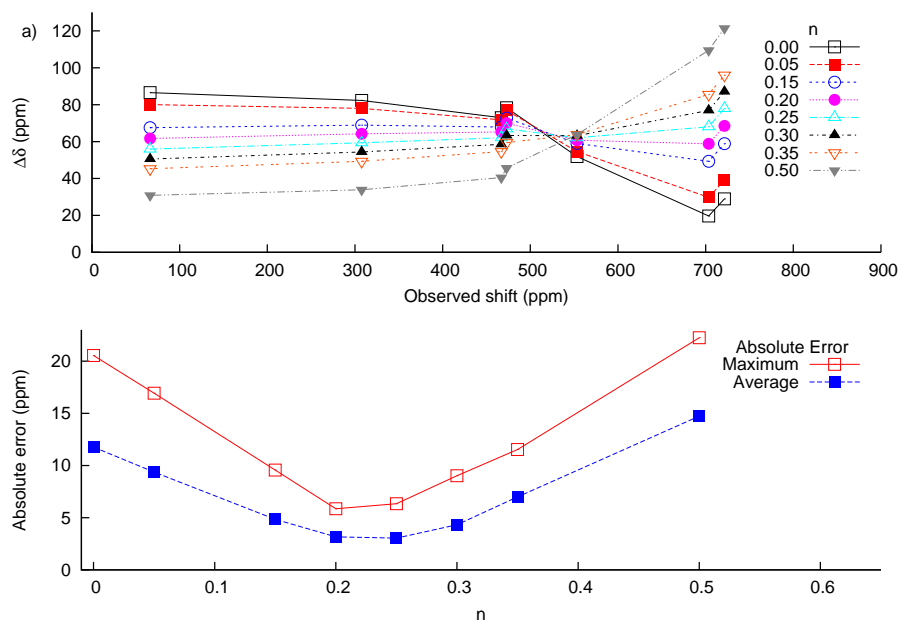 a)
Δδ (ppm)
120
100
80
60
40
20
0
0 100 200 300 400 500 600 700 800 900
Observed shift (ppm)
n
0.00
0.05
0.15
0.20
0.25
0.30
0.35
0.50
Absolute error (ppm)
20
15
10
5
0
0 0.1 0.2 0.3 0.4 0.5 0.6
n
Absolute Error
Maximum
Average